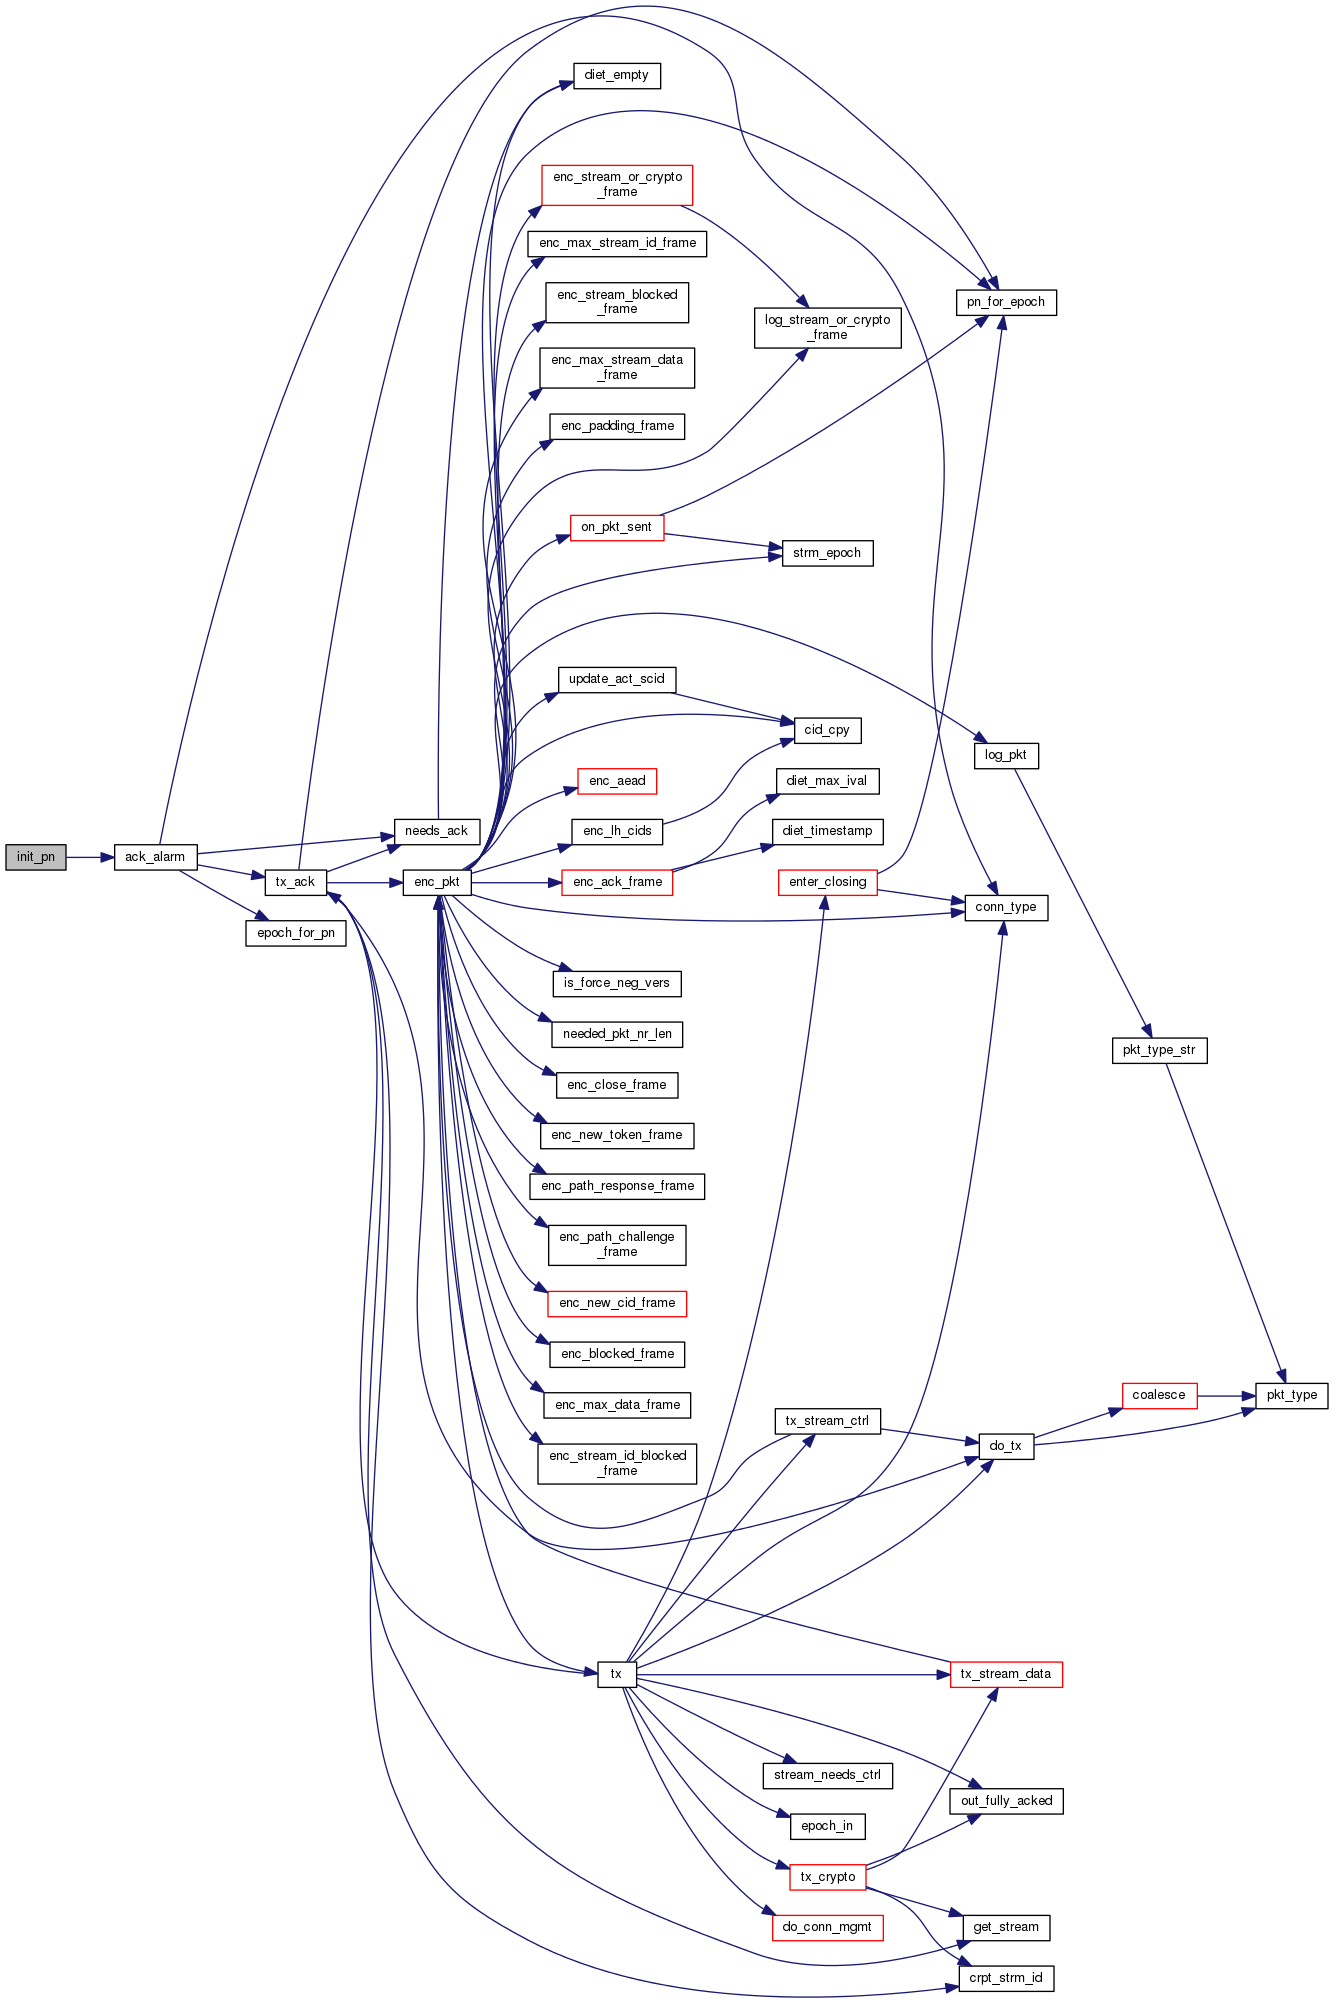 diet_empty
enc_stream_or_crypto
_frame
enc_max_stream_id_frame
enc_stream_blocked
_frame
pn_for_epoch
log_stream_or_crypto
_frame
enc_max_stream_data
_frame
enc_padding_frame
on_pkt_sent
strm_epoch
update_act_scid
cid_cpy
log_pkt
enc_aead
diet_max_ival
needs_ack
enc_lh_cids
diet_timestamp
init_pn
ack_alarm
tx_ack
enc_pkt
enc_ack_frame
enter_closing
conn_type
epoch_for_pn
is_force_neg_vers
needed_pkt_nr_len
pkt_type_str
enc_close_frame
enc_new_token_frame
enc_path_response_frame
enc_path_challenge
_frame
enc_new_cid_frame
enc_blocked_frame
coalesce
pkt_type
enc_max_data_frame
tx_stream_ctrl
do_tx
enc_stream_id_blocked
_frame
tx
tx_stream_data
stream_needs_ctrl
out_fully_acked
epoch_in
tx_crypto
do_conn_mgmt
get_stream
crpt_strm_id